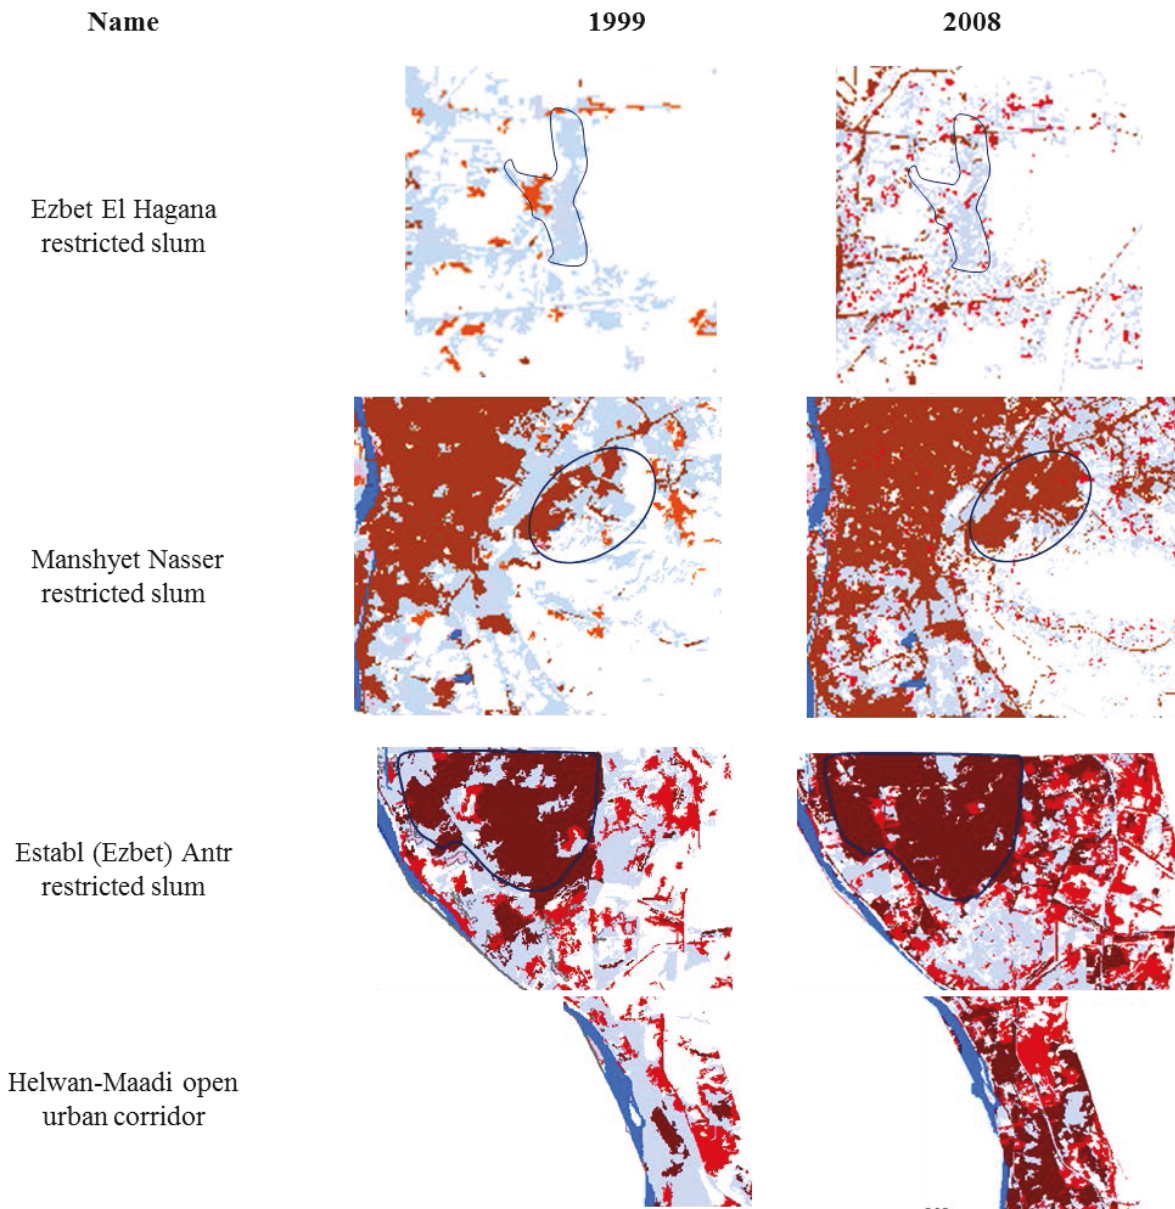 Name 1999 2008
Ezbet El Hagana
restricted slum
Manshyet Nasser
restricted slum
Establ (Ezbet) Antr
restricted slum
Helwan-Maadi open
urban corridor